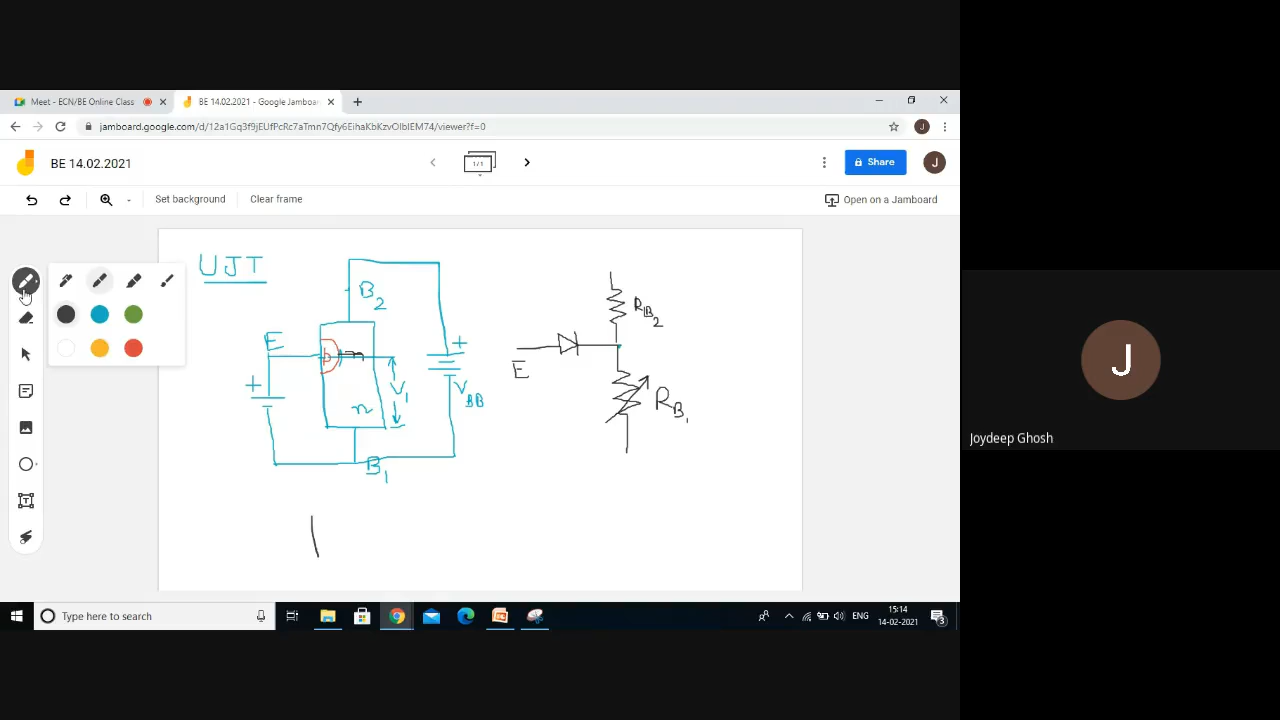 Meet - ECN/BE Online Class
BE 14.02.2021 - Google Jamboard
jamboard.google.com/d/12a1Gq3f9jEUfPcRc7aTmn7Qfy6EihaKbKzvOlbIEM74/viewer?f=0
J
BE 14.02.2021
1/1
Share
J
Set background
Clear frame
Open on a Jamboard
UJT
B2
E
+
+
p
n
V1
VBB
n
B1
RB2
E
RB1
J
Joydeep Ghosh
Type here to search
ENG
15:14
14-02-2021
3